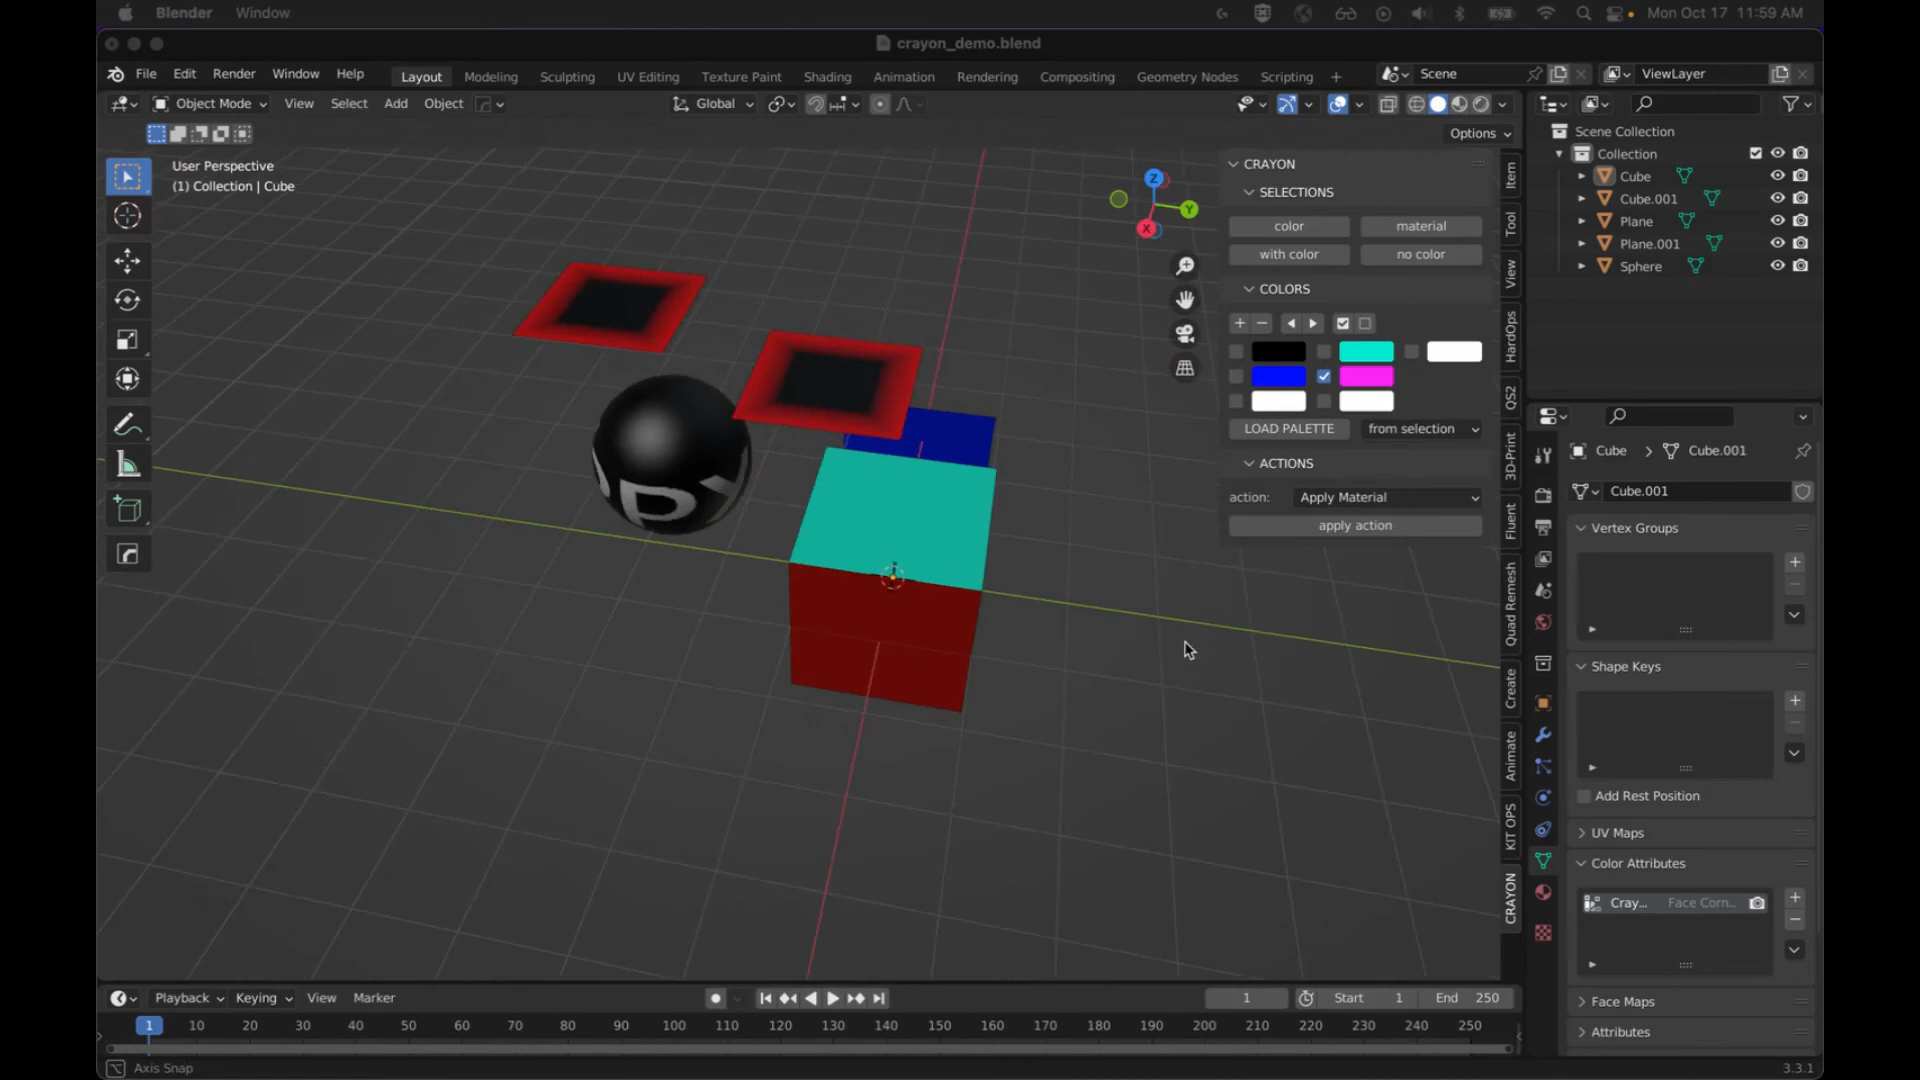 Blender Window Mon Oct 17 11:59 AM
crayon_demo.blend
File Edit Render Window Help Layout Modeling Sculpting UV Editing Texture Paint Shading Animation Rendering Compositing Geometry Nodes Scripting + Scene ViewLayer
Object Mode View Select Add Object Global
Options
User Perspective
(1) Collection | Cube
Z
Y
X
CRAYON
SELECTIONS
color material
with color no color
COLORS
LOAD PALETTE from selection
ACTIONS
action: Apply Material
apply action
Item
Tool
View
HardOps
QS2
3D-Print
Fluent
Quad Remesh
Create
Animate
KIT OPS
CRAYON
Scene Collection
Collection
Cube
Cube.001
Plane
Plane.001
Sphere
Cube Cube.001
Cube.001
Vertex Groups
Shape Keys
Add Rest Position
UV Maps
Color Attributes
Cray... Face Corn...
Face Maps
Attributes
Playback Keying View Marker 1 Start 1 End 250
1 10 20 30 40 50 60 70 80 90 100 110 120 130 140 150 160 170 180 190 200 210 220 230 240 250
Axis Snap 3.3.1